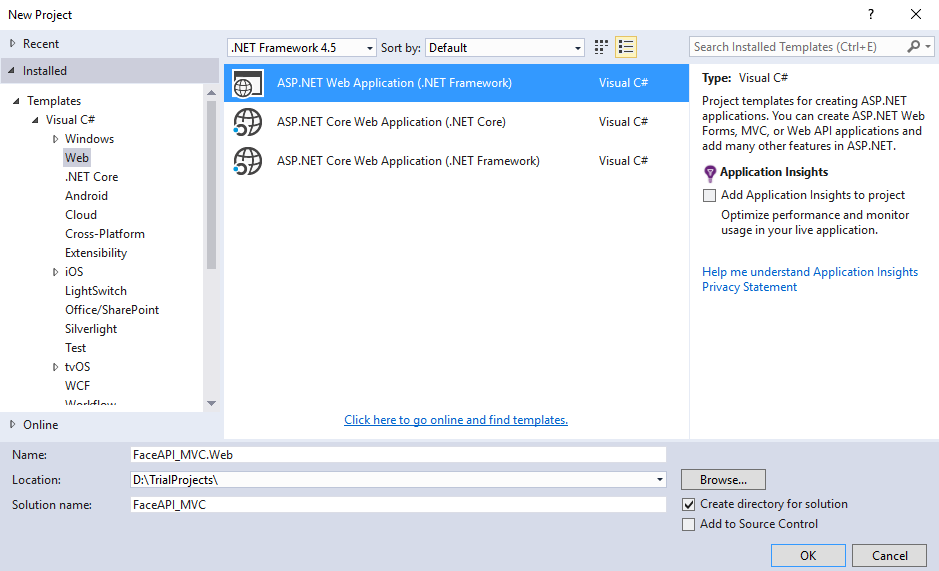 New Project
?
Recent
.NET Framework 4.5
Sort by:
Default
Search Installed Templates (Ctrl+E)
Installed
Templates
Visual C#
Windows
Web
.NET Core
Android
Cloud
Cross-Platform
Extensibility
iOS
LightSwitch
Office/SharePoint
Silverlight
Test
tvOS
WCF
Workflow
Online
ASP.NET Web Application (.NET Framework) Visual C#
ASP.NET Core Web Application (.NET Core) Visual C#
ASP.NET Core Web Application (.NET Framework) Visual C#
Click here to go online and find templates.
Type: Visual C#
Project templates for creating ASP.NET
applications. You can create ASP.NET Web
Forms, MVC, or Web API applications and
add many other features in ASP.NET.
Application Insights
Add Application Insights to project
Optimize performance and monitor
usage in your live application.
Help me understand Application Insights
Privacy Statement
Name: FaceAPI_MVC.Web
Location: D:\TrialProjects\
Browse...
Solution name: FaceAPI_MVC
Create directory for solution
Add to Source Control
OK
Cancel